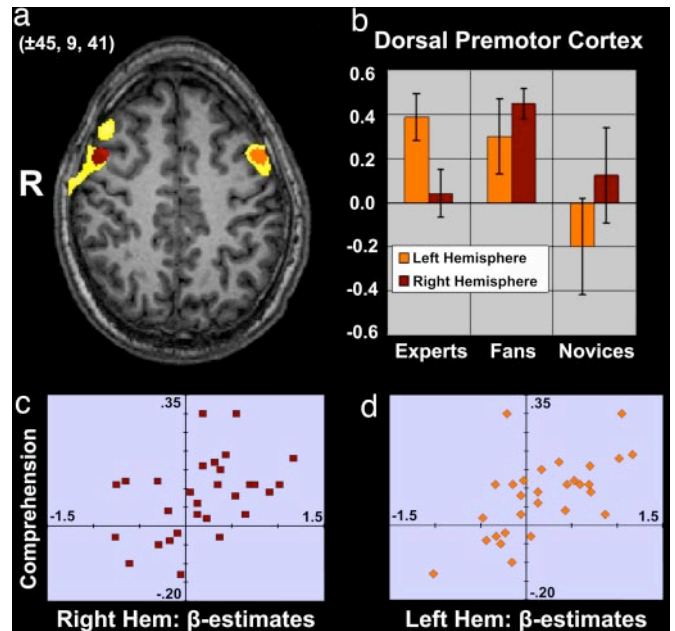 a
(±45, 9, 41)
R
b
Dorsal Premotor Cortex
0.6
0.4
0.2
0.0
-0.2
-0.4
-0.6
Left Hemisphere
Right Hemisphere
Experts Fans Novices
c
Comprehension
.35
-1.5 1.5
-.20
Right Hem: β-estimates
d
.35
-1.5 1.5
-.20
Left Hem: β-estimates